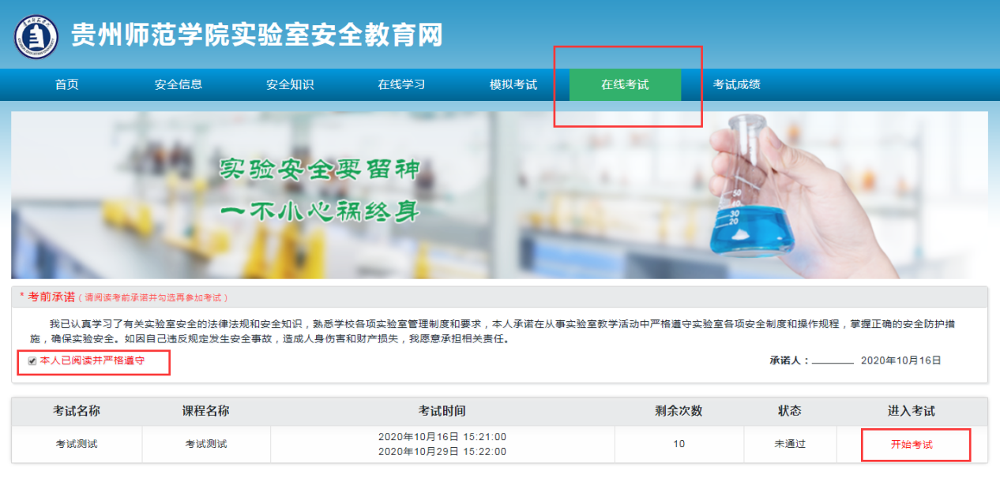 贵州师范学院实验室安全教育网
首页 安全信息 安全知识 在线学习 模拟考试 在线考试 考试成绩
实验安全要留神
一不小心祸终身
50
40
30
20
* 考前承诺（请阅读考前承诺并勾选再参加考试）
我已认真学习了有关实验室安全的法律法规和安全知识，熟悉学校各项实验室管理制度和要求，本人承诺在从事实验室教学活动中严格遵守实验室各项安全制度和操作规程，掌握正确的安全防护措
施，确保实验安全。如因自己违反规定发生安全事故，造成人身伤害和财产损失，我愿意承担相关责任。
本人已阅读并严格遵守 承诺人：________ 2020年10月16日
考试名称 课程名称 考试时间 剩余次数 状态 进入考试
考试测试 考试测试 2020年10月16日 15:21:00 10 未通过 开始考试
2020年10月29日 15:22:00